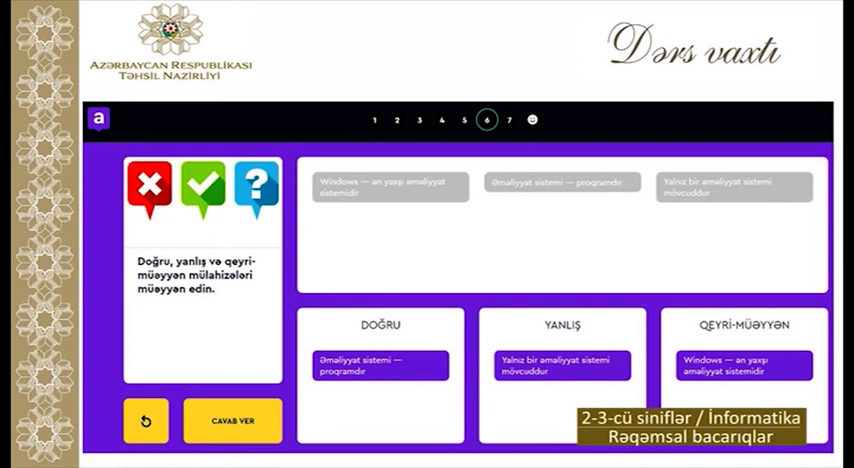 AZƏRBAYCAN RESPUBLİKASI
TƏHSİL NAZİRLİYİ
Dərs vaxtı
a
1 2 3 4 5 6 7
Doğru, yanlış və qeyri-
müəyyən mülahizələri
müəyyən edin.
CAVAB VER
Windows — ən yaxşı əməliyyat
sistemidir
Əməliyyat sistemi — proqramdır
Yalnız bir əməliyyat sistemi
mövcuddur
DOĞRU
Əməliyyat sistemi —
proqramdır
YANLIŞ
Yalnız bir əməliyyat sistemi
mövcuddur
QEYRİ-MÜƏYYƏN
Windows — ən yaxşı
əməliyyat sistemidir
2-3-cü siniflər / İnformatika
Rəqəmsal bacarıqlar